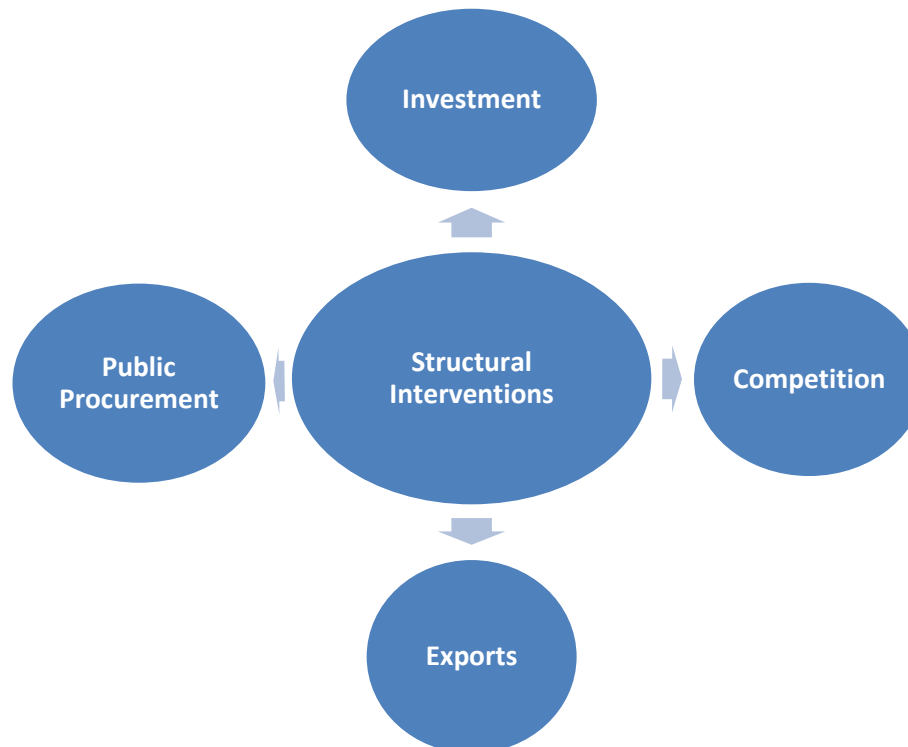 Investment
Public
Procurement
Structural
Interventions
Competition
Exports